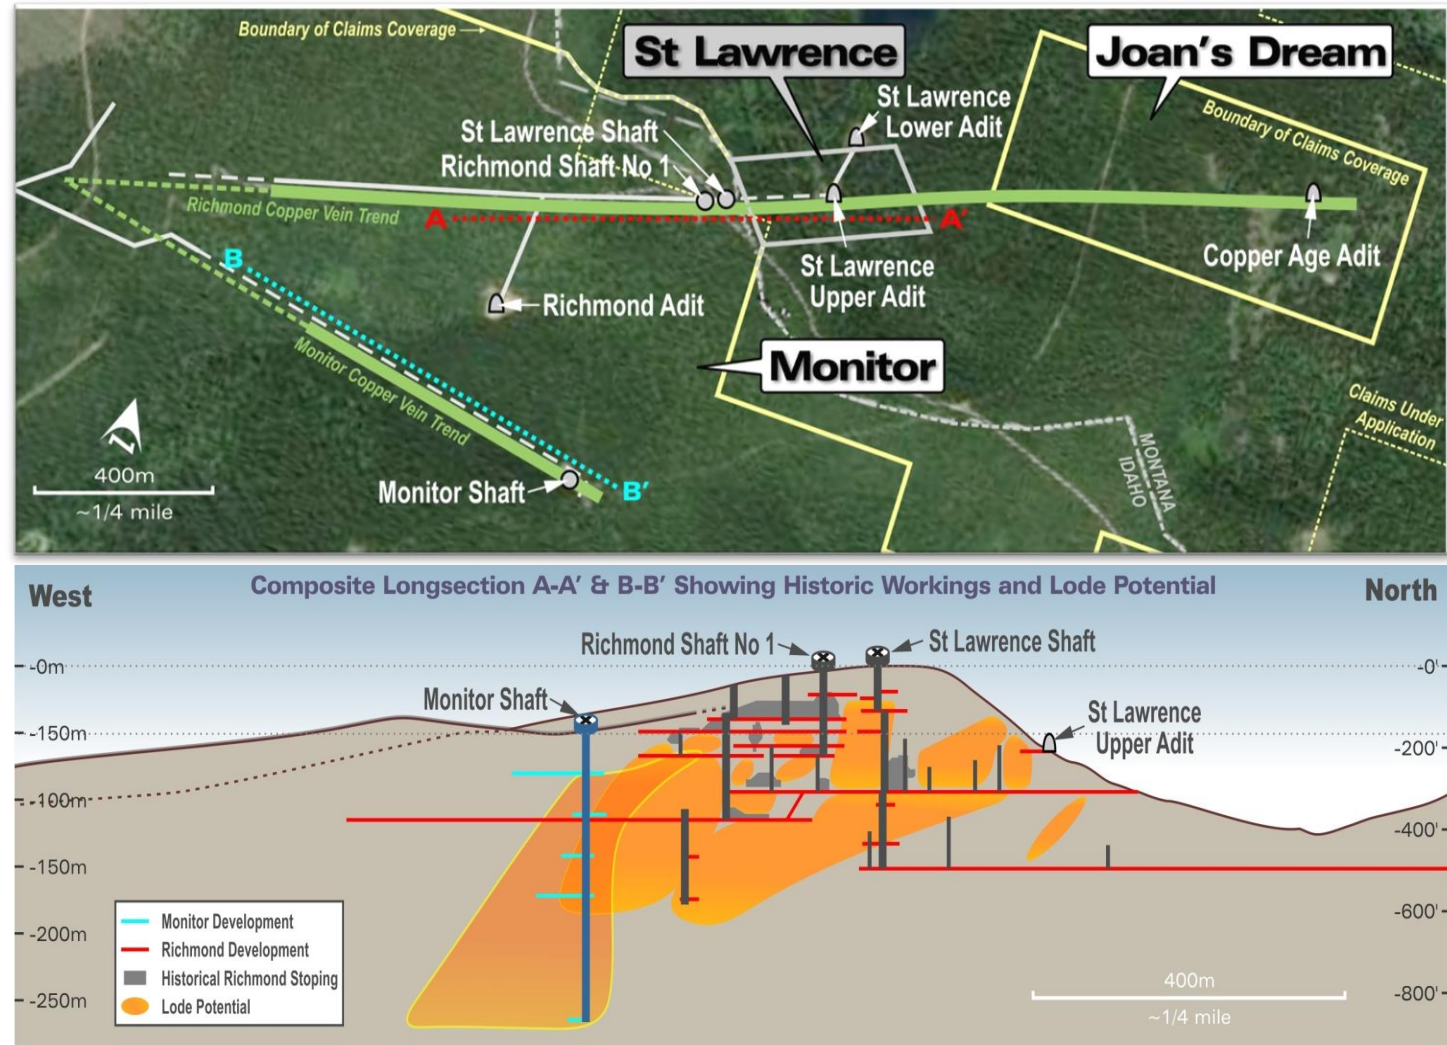 Boundary of Claims Coverage
St Lawrence
Joan's Dream
St Lawrence
Lower Adit
Boundary of Claims Coverage
St Lawrence Shaft
Richmond Shaft No 1
Richmond Copper Vein Trend
A
A'
Copper Age Adit
B
St Lawrence
Upper Adit
Richmond Adit
Monitor Copper Vein Trend
Monitor
Claims Under
Application
MONTANA
IDAHO
400m
~1/4 mile
Monitor Shaft
B'
Composite Longsection A-A' & B-B' Showing Historic Workings and Lode Potential
West
North
Richmond Shaft No 1
St Lawrence Shaft
-0m
-0'
Monitor Shaft
St Lawrence
Upper Adit
-150m
-200'
-100m
-400'
-150m
-200m
-250m
-600'
-800'
Monitor Development
Richmond Development
Historical Richmond Stoping
Lode Potential
400m
~1/4 mile